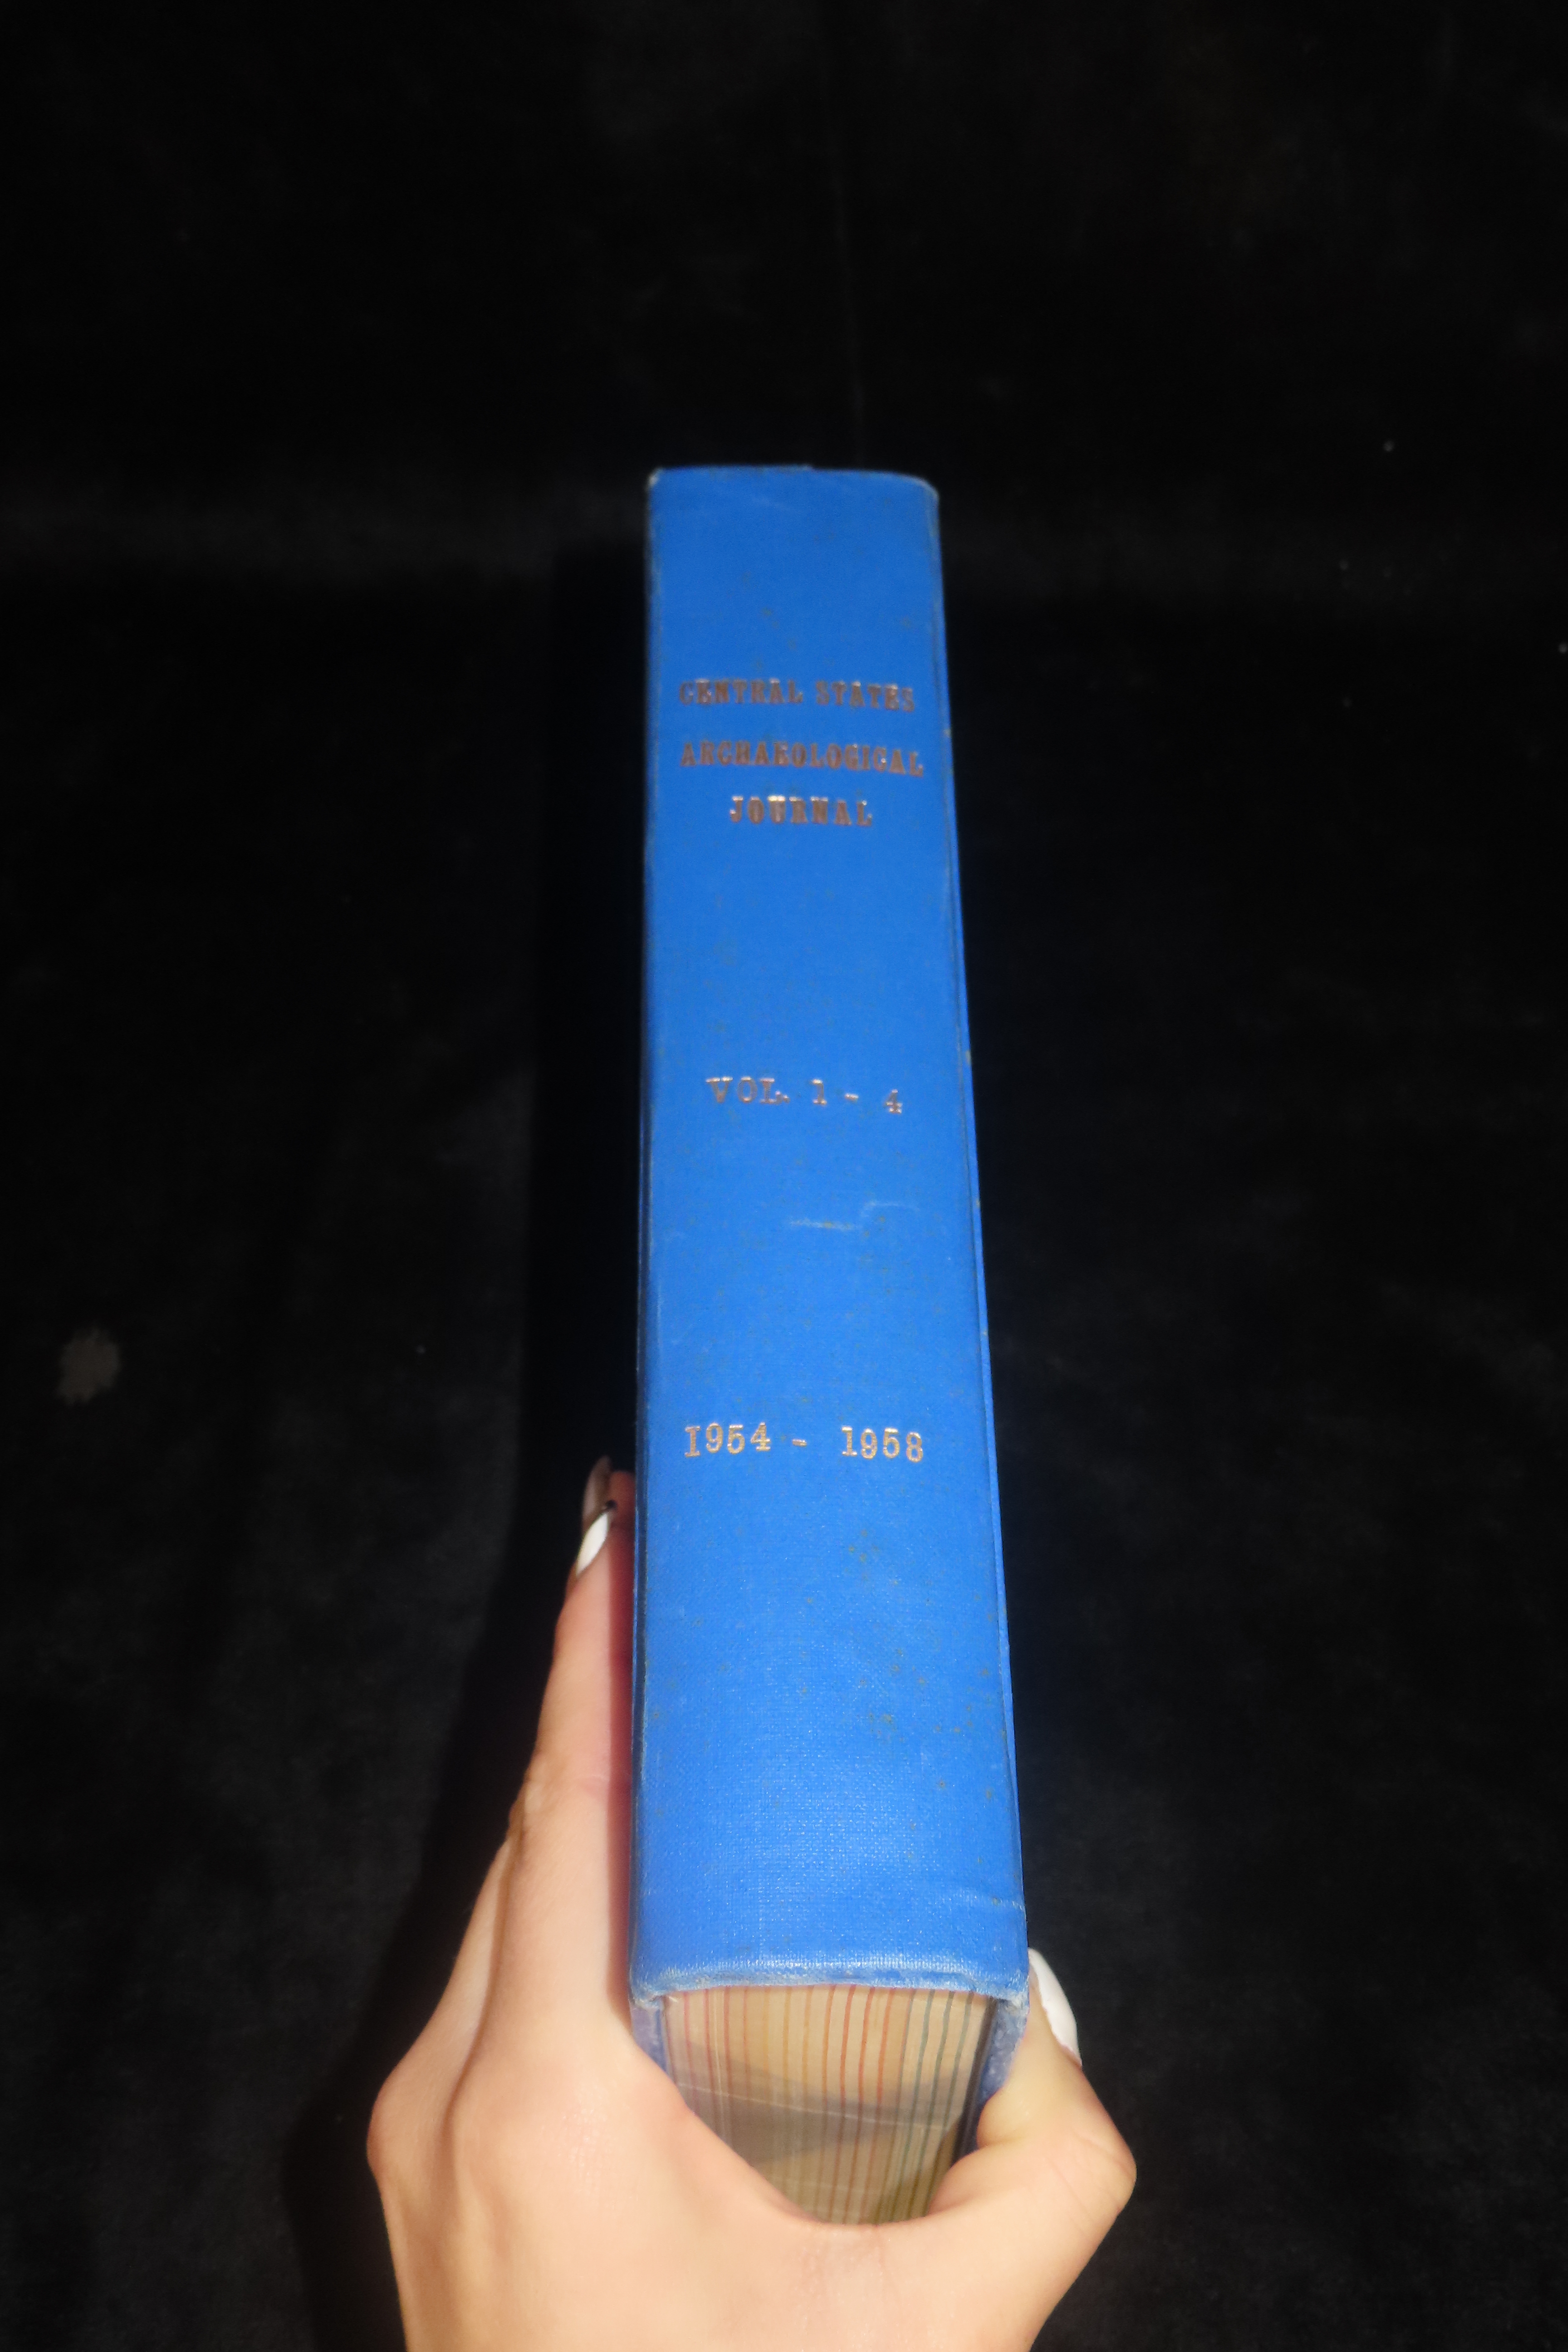 CENTRAL STATES
ARCHAEOLOGICAL
JOURNAL
VOL. 1 - 4
1954 - 1958